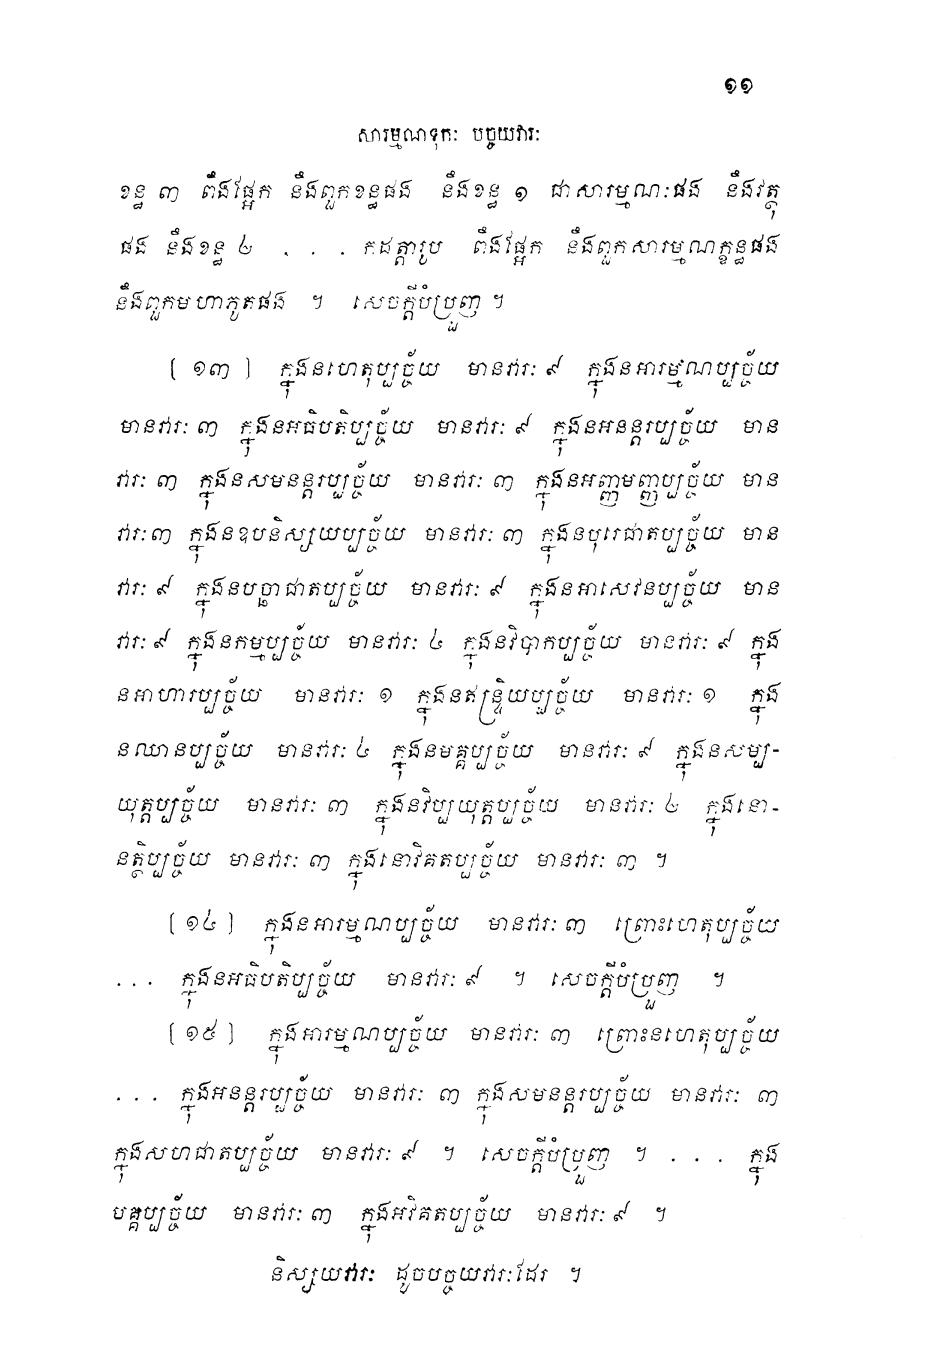 ១១
សារម្មណទុកៈ បច្ចយវារៈ
ខន្ធ ៣ ពឹងផ្អែក នឹងពួកខន្ធផង នឹងខន្ធ ១ ជាសារម្មណៈផង នឹងវត្ថុ
ផង នឹងខន្ធ ៤ . . . កដត្តារូប ពឹងផ្អែក នឹងពួកសារម្មណក្ខន្ធផង
នឹងពួកមហាភូតផង ។ សេចក្តីបំប្រួញ ។
[ ១៣ ] ក្នុងនហេតុប្បច្ច័យ មានវារៈ ៩ ក្នុងនអារម្មណប្បច្ច័យ
មានវារៈ ៣ ក្នុងនអធិបតិប្បច្ច័យ មានវារៈ ៩ ក្នុងនអនន្តរប្បច្ច័យ មាន
វារៈ ៣ ក្នុងនសមនន្តរប្បច្ច័យ មានវារៈ ៣ ក្នុងនអញ្ញមញ្ញប្បច្ច័យ មាន
វារៈ ៣ ក្នុងនឧបនិស្សយប្បច្ច័យ មានវារៈ ៣ ក្នុងនបុរេជាតប្បច្ច័យ មាន
វារៈ ៩ ក្នុងនបច្ឆាជាតប្បច្ច័យ មានវារៈ ៩ ក្នុងនអាសេវនប្បច្ច័យ មាន
វារៈ ៩ ក្នុងនកម្មប្បច្ច័យ មានវារៈ ៤ ក្នុងនវិបាកប្បច្ច័យ មានវារៈ ៩ ក្នុង
នអាហារប្បច្ច័យ មានវារៈ ១ ក្នុងនឥន្ទ្រិយប្បច្ច័យ មានវារៈ ១ ក្នុង
នឈានប្បច្ច័យ មានវារៈ ៤ ក្នុងនមគ្គប្បច្ច័យ មានវារៈ ៩ ក្នុងនសម្ប-
យុត្តប្បច្ច័យ មានវារៈ ៣ ក្នុងនវិប្បយុត្តប្បច្ច័យ មានវារៈ ៤ ក្នុងនោ-
នត្ថិប្បច្ច័យ មានវារៈ ៣ ក្នុងនោវិគតប្បច្ច័យ មានវារៈ ៣ ។
[ ១៤ ] ក្នុងនអារម្មណប្បច្ច័យ មានវារៈ ៣ ព្រោះហេតុប្បច្ច័យ
. . . ក្នុងនអធិបតិប្បច្ច័យ មានវារៈ ៩ ។ សេចក្តីបំប្រួញ ។
[ ១៥ ] ក្នុងអារម្មណប្បច្ច័យ មានវារៈ ៣ ព្រោះនហេតុប្បច្ច័យ
. . . ក្នុងអនន្តរប្បច្ច័យ មានវារៈ ៣ ក្នុងសមនន្តរប្បច្ច័យ មានវារៈ ៣
ក្នុងសហជាតប្បច្ច័យ មានវារៈ ៩ ។ សេចក្តីបំប្រួញ ។ . . . ក្នុង
មគ្គប្បច្ច័យ មានវារៈ ៣ ក្នុងអវិគតប្បច្ច័យ មានវារៈ ៩ ។
និស្សយវារៈ ដូចបច្ចយវារៈដែរ ។